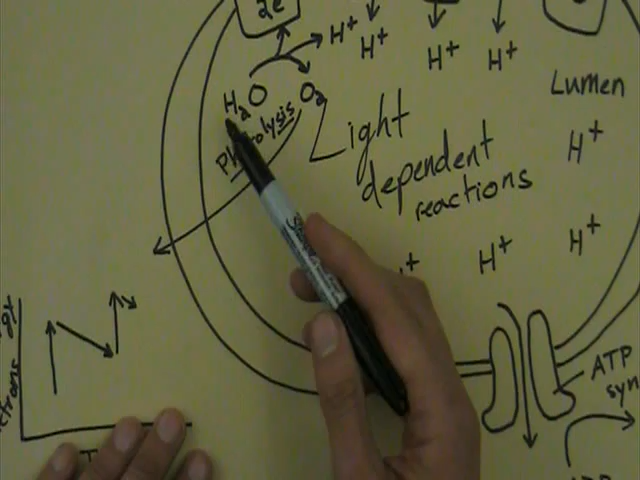 2e
H+
H+
H+
H+
H2O
O2
Lumen
Photolysis
Light
dependent
reactions
H+
H+
H+
ATP
syn
T